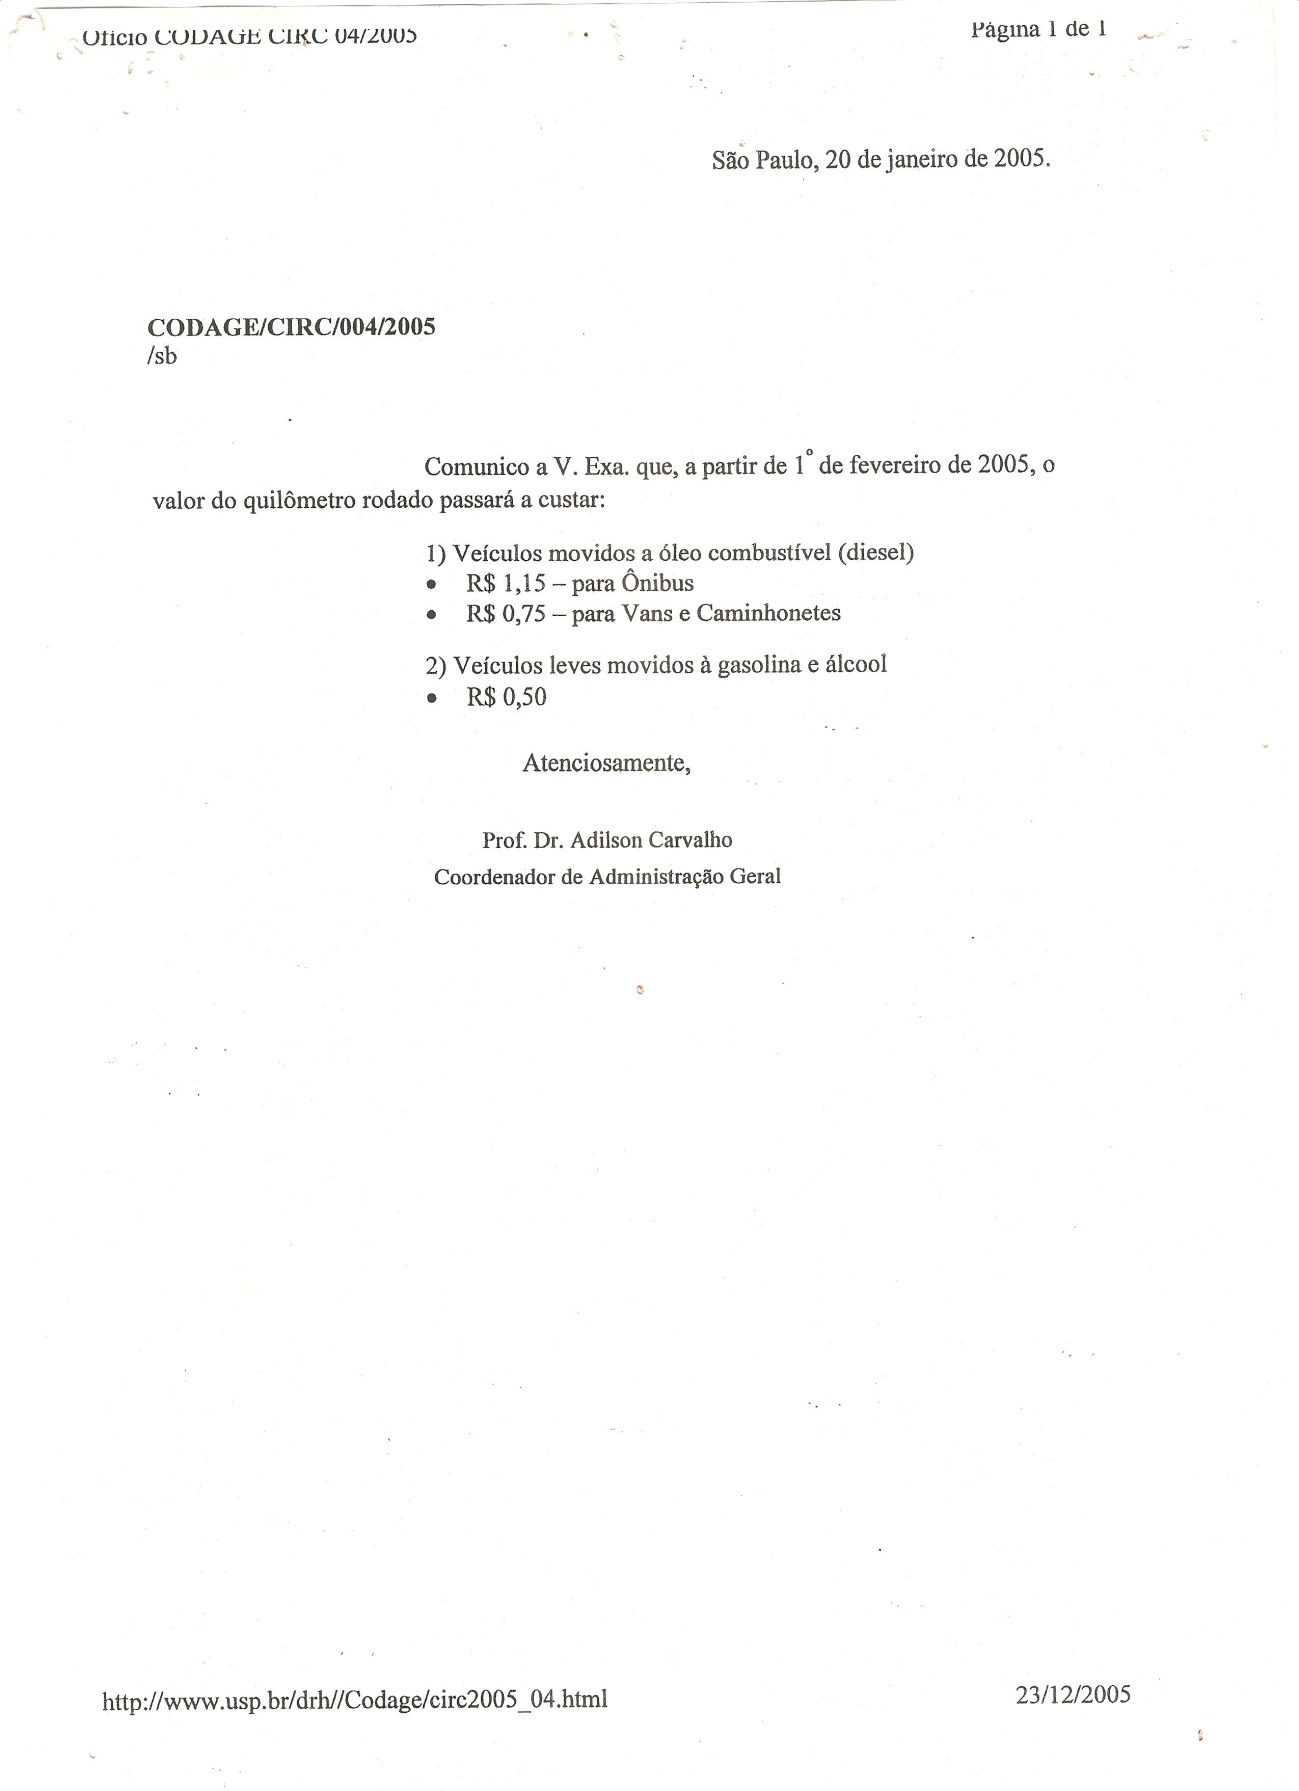 Ofício CODAGE CIRC 04/2005
Página 1 de 1
São Paulo, 20 de janeiro de 2005.
CODAGE/CIRC/004/2005
/sb
Comunico a V. Exa. que, a partir de 1º de fevereiro de 2005, o
valor do quilômetro rodado passará a custar:
1) Veículos movidos a óleo combustível (diesel)
• R$ 1,15 – para Ônibus
• R$ 0,75 – para Vans e Caminhonetes
2) Veículos leves movidos à gasolina e álcool
• R$ 0,50
Atenciosamente,
Prof. Dr. Adilson Carvalho
Coordenador de Administração Geral
http://www.usp.br/drh//Codage/circ2005_04.html
23/12/2005